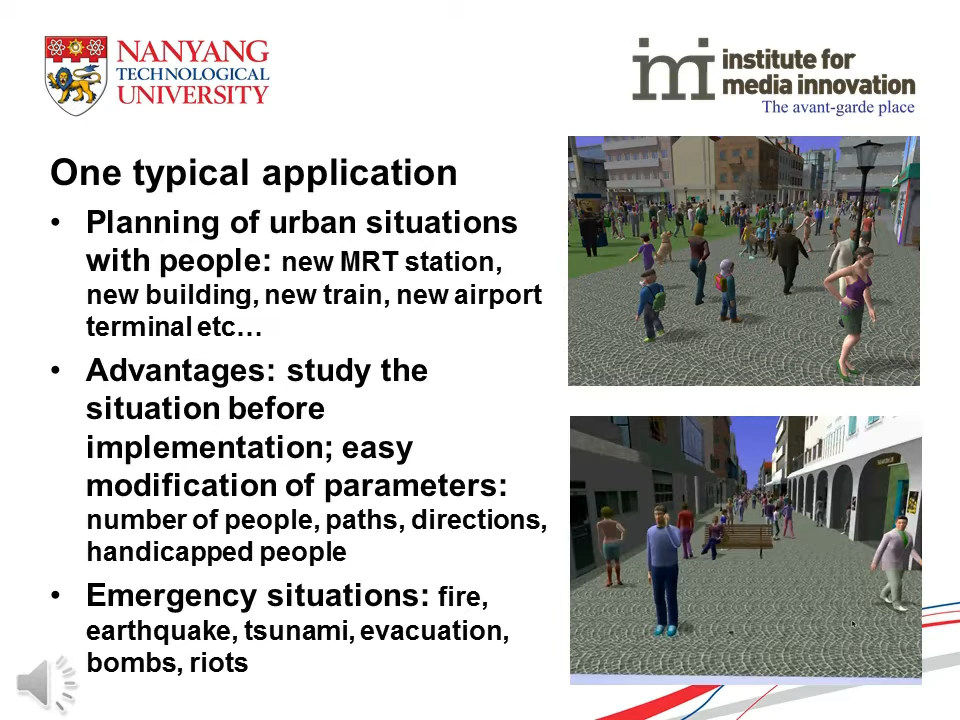 NANYANG
TECHNOLOGICAL
UNIVERSITY
imi institute for
media innovation
The avant-garde place
One typical application
• Planning of urban situations
with people: new MRT station,
new building, new train, new airport
terminal etc…
• Advantages: study the
situation before
implementation; easy
modification of parameters:
number of people, paths, directions,
handicapped people
• Emergency situations: fire,
earthquake, tsunami, evacuation,
bombs, riots